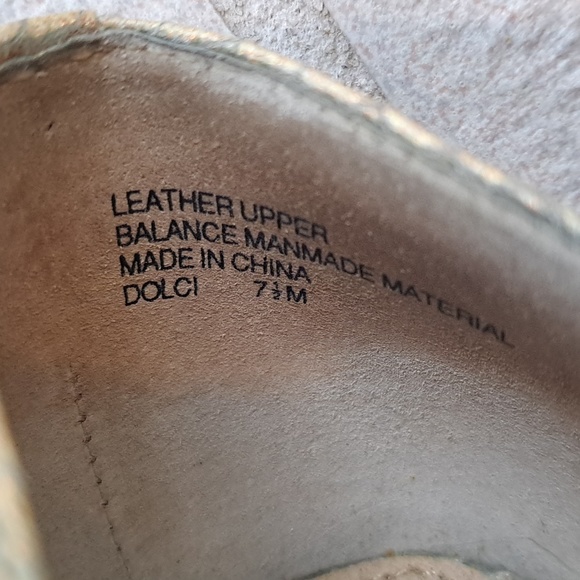 LEATHER UPPER
BALANCE MANMADE MATERIAL
MADE IN CHINA
DOLCI 7½M